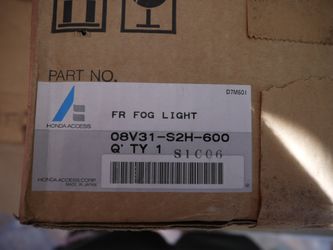 PART NO.
D7M601
FR FOG LIGHT
HONDA ACCESS
08V31-S2H-600
Q' TY 1 S1C06
HONDA ACCESS CORP.
MADE IN JAPAN